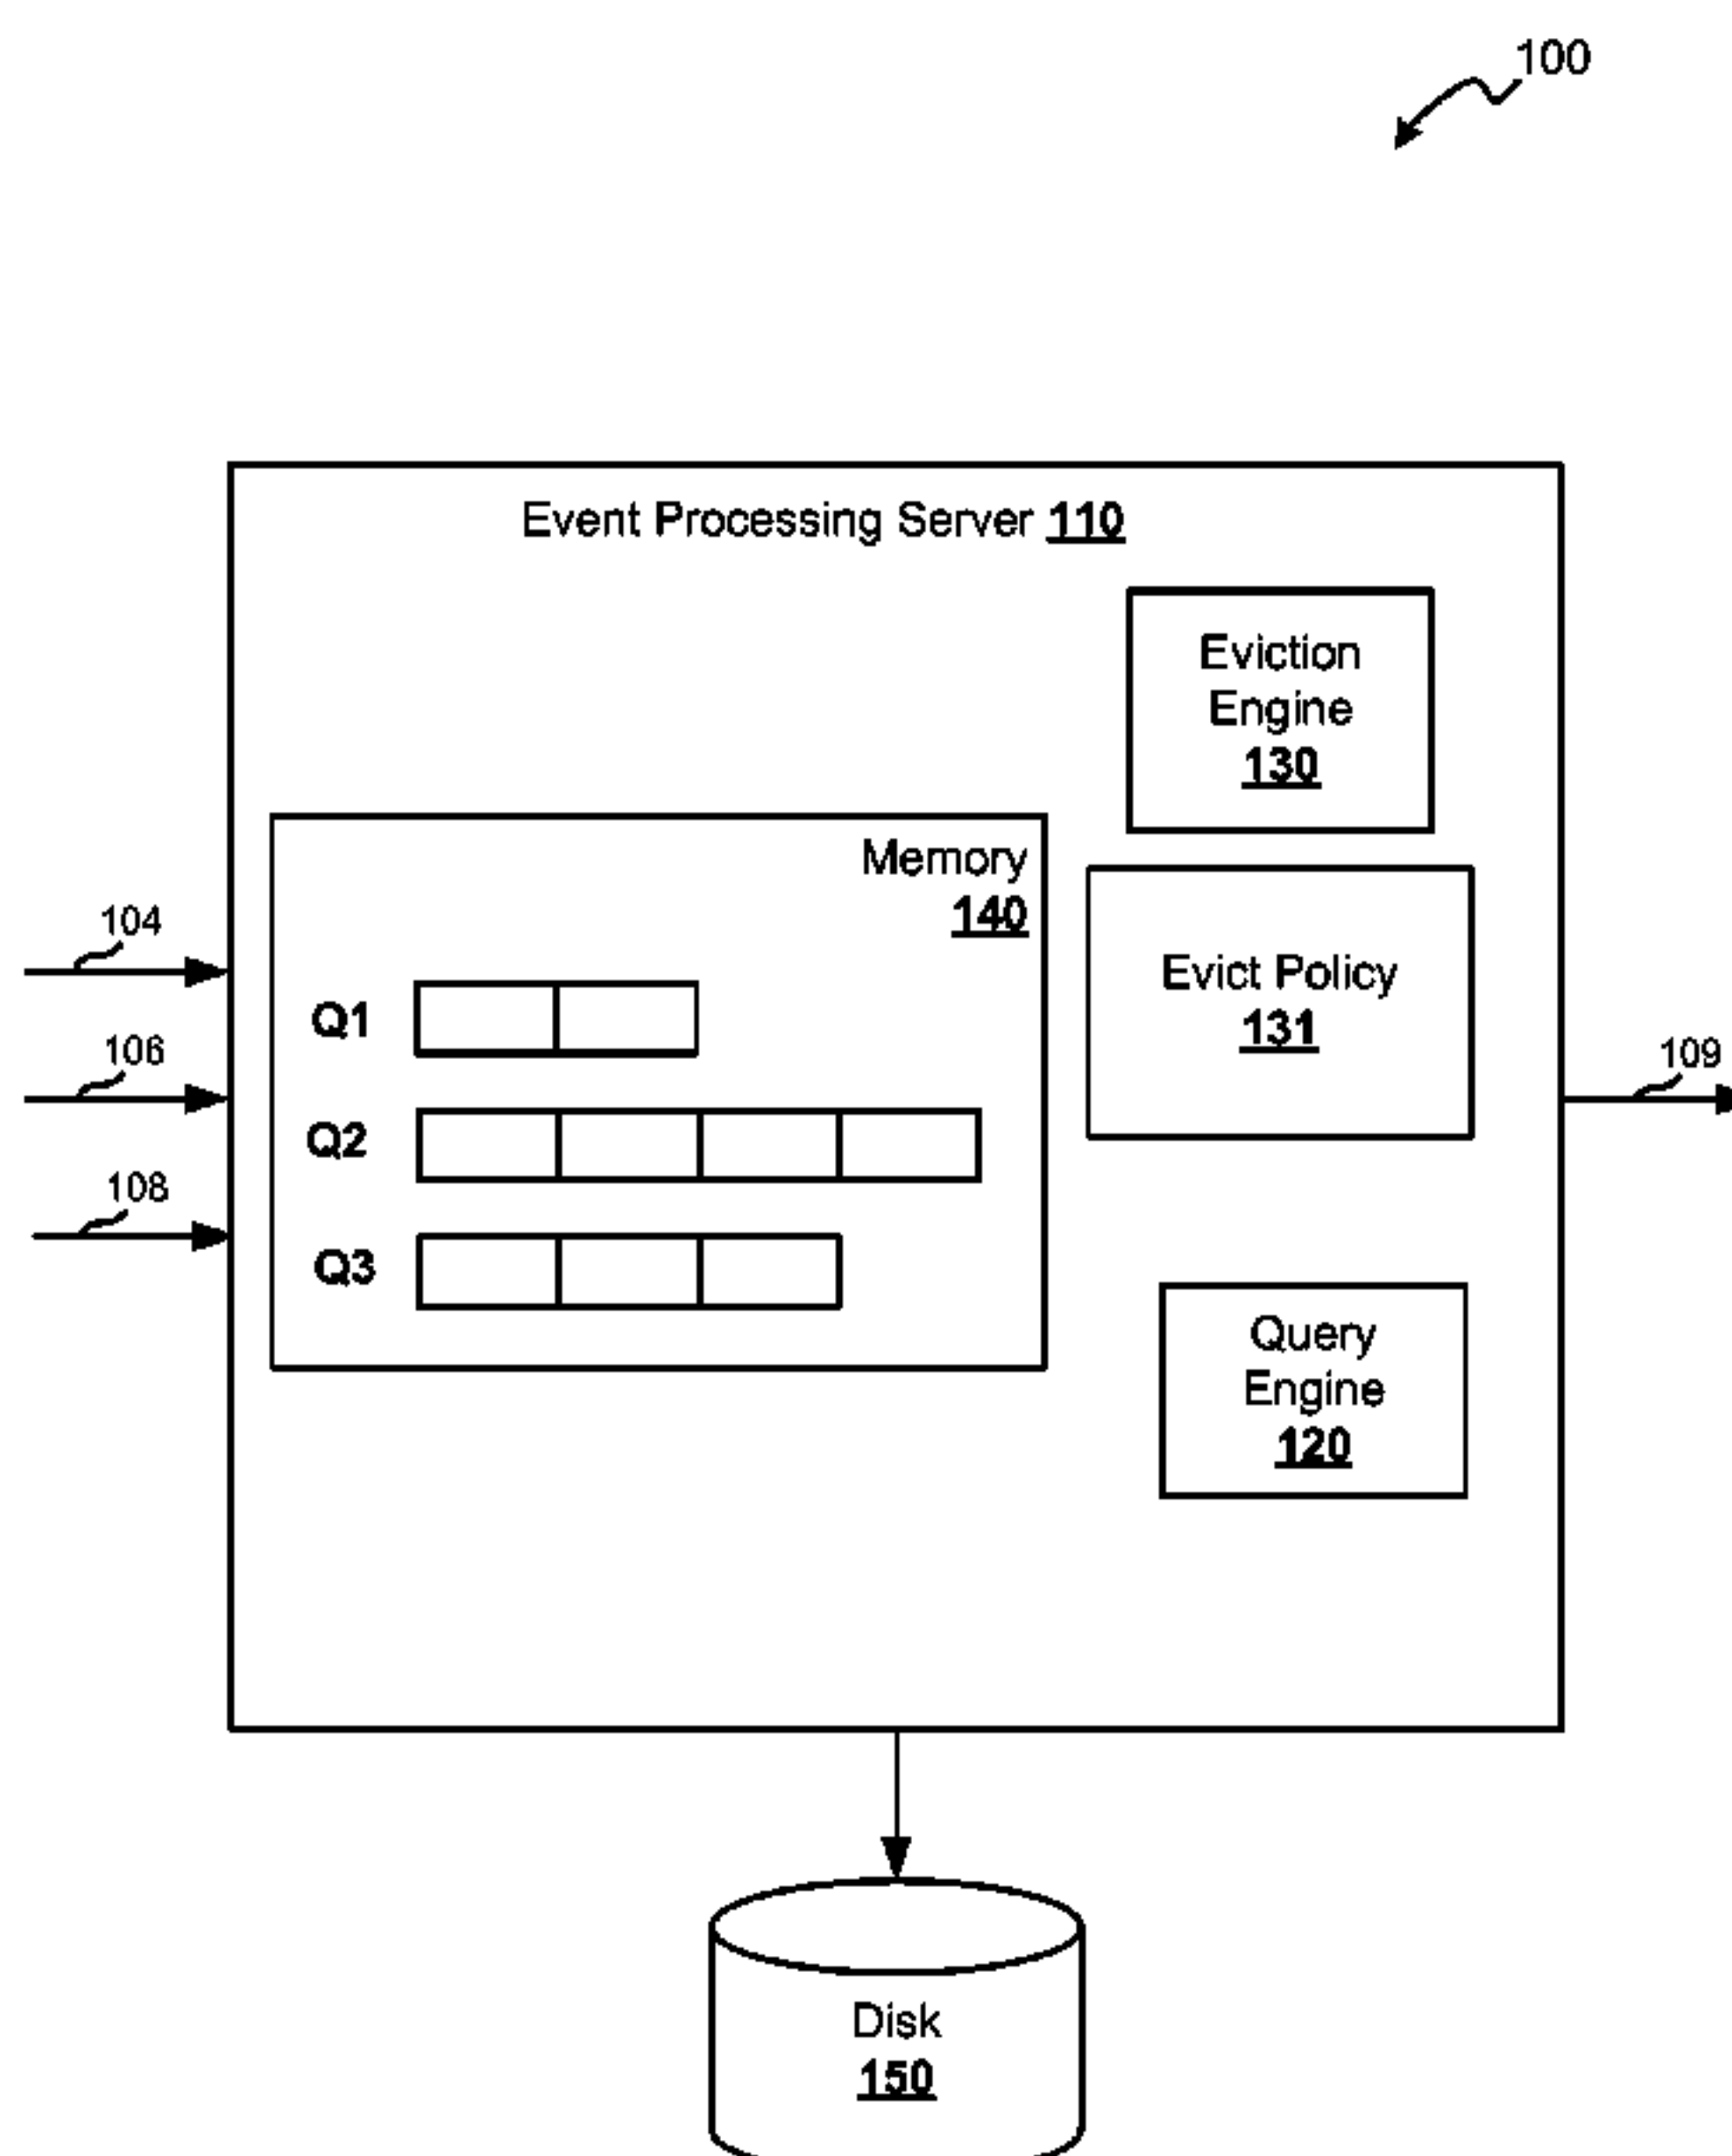 100
Event Processing Server 110
Eviction
Engine
130
Memory
140
Evict Policy
131
104
106
108
109
Q1
Q2
Q3
Query
Engine
120
Disk
150